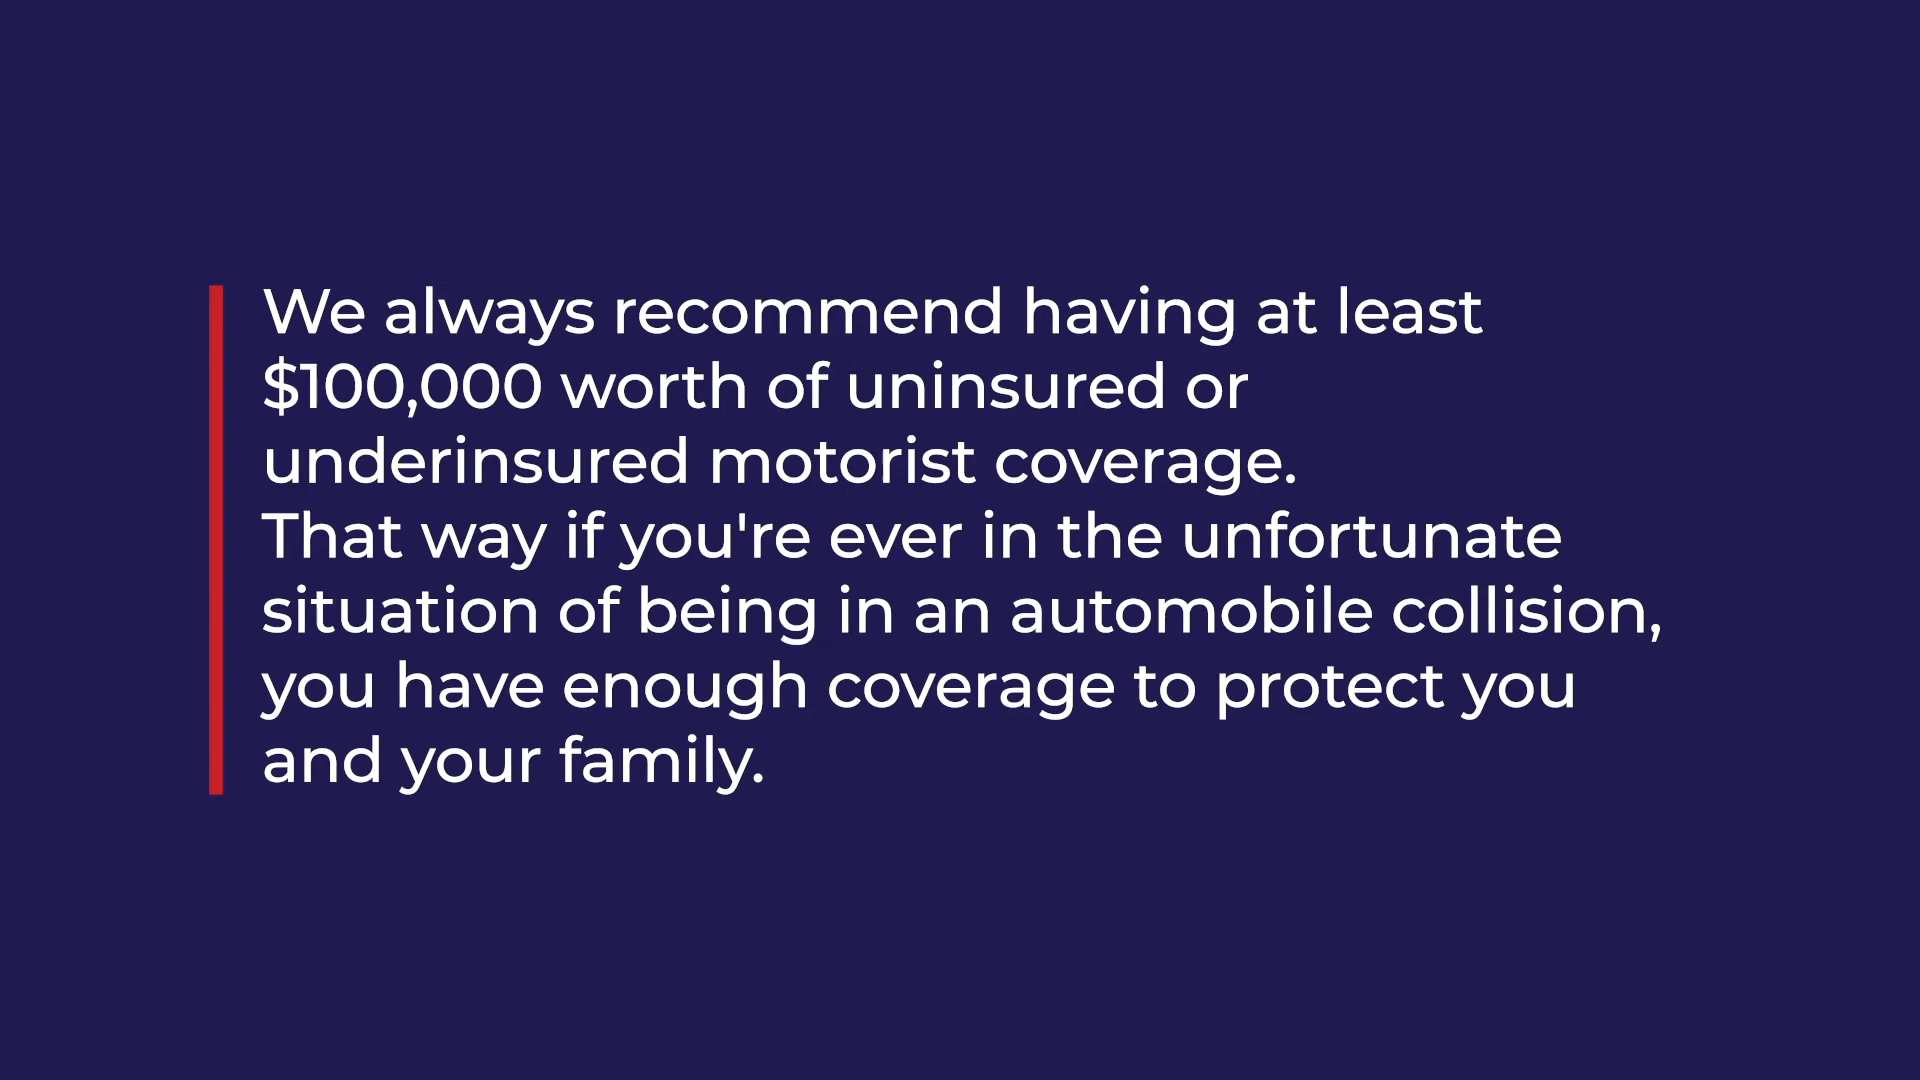 We always recommend having at least
$100,000 worth of uninsured or
underinsured motorist coverage.
That way if you're ever in the unfortunate
situation of being in an automobile collision,
you have enough coverage to protect you
and your family.